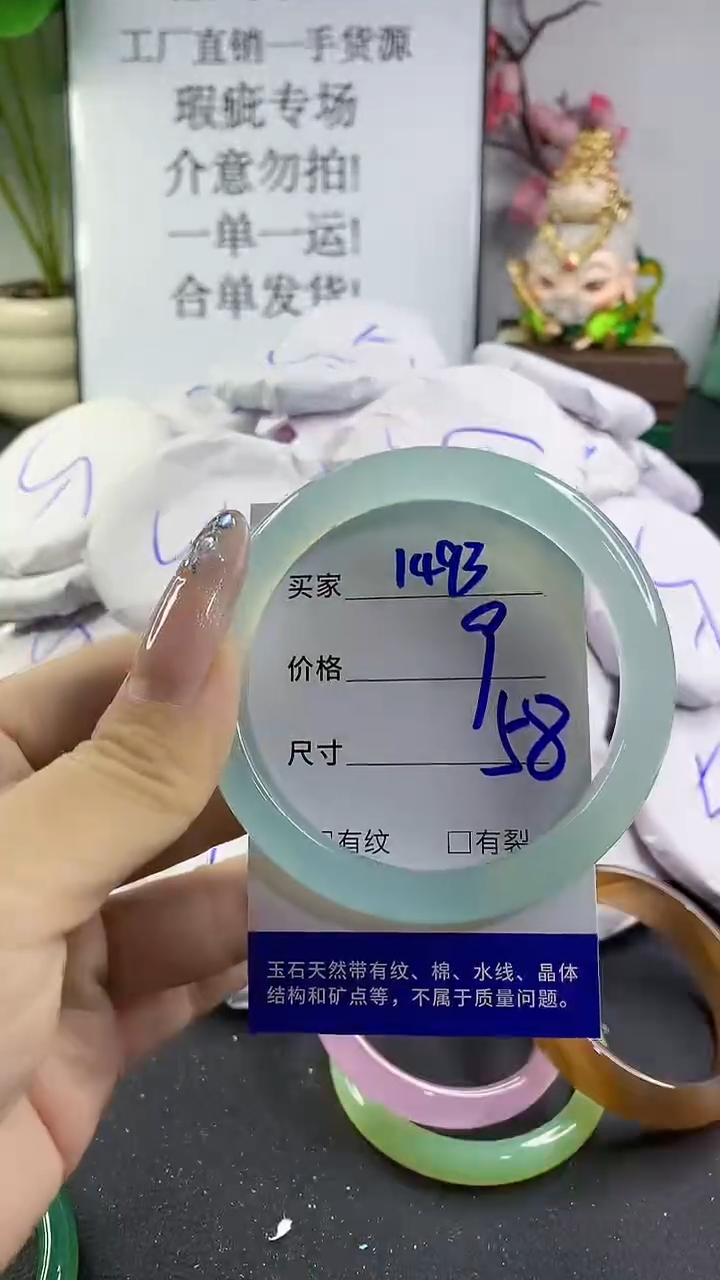 工厂直销一手货源
瑕疵专场
介意勿拍!
一单一运!
合单发货!
买家 1493
价格 9
尺寸 58
□有纹 □有裂
玉石天然带有纹、棉、水线、晶体
结构和矿点等，不属于质量问题。